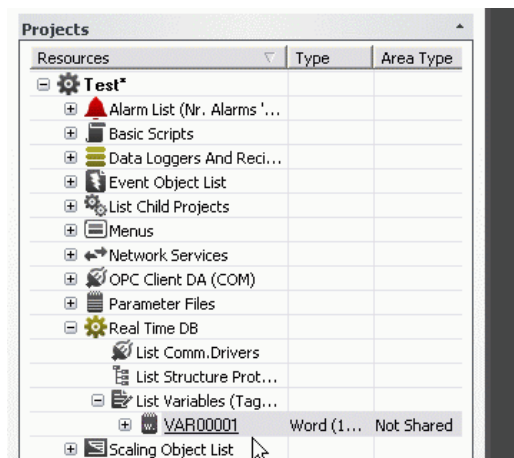 Projects
Resources Type Area Type
Test*
Alarm List (Nr. Alarms '...
Basic Scripts
Data Loggers And Reci...
Event Object List
List Child Projects
Menus
Network Services
OPC Client DA (COM)
Parameter Files
Real Time DB
List Comm.Drivers
List Structure Prot...
List Variables (Tag...
VAR00001 Word (1... Not Shared
Scaling Object List